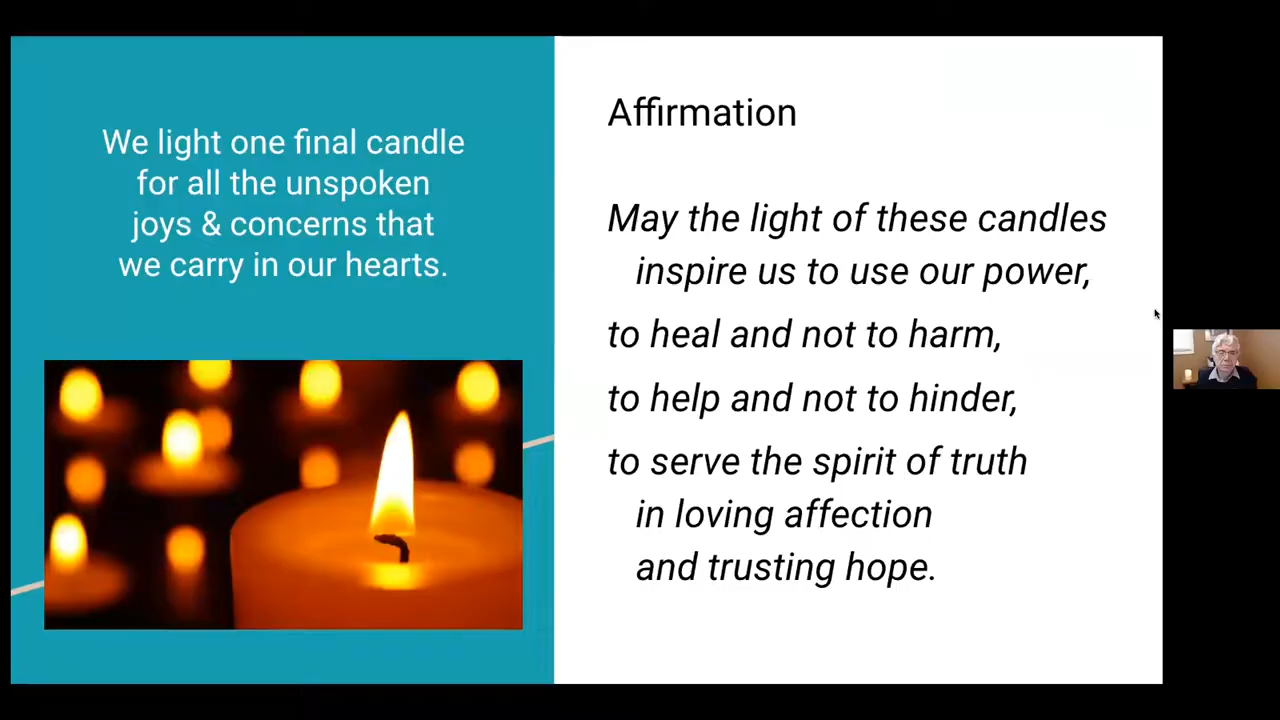 We light one final candle
for all the unspoken
joys & concerns that
we carry in our hearts.
Affirmation
May the light of these candles
inspire us to use our power,
to heal and not to harm,
to help and not to hinder,
to serve the spirit of truth
in loving affection
and trusting hope.